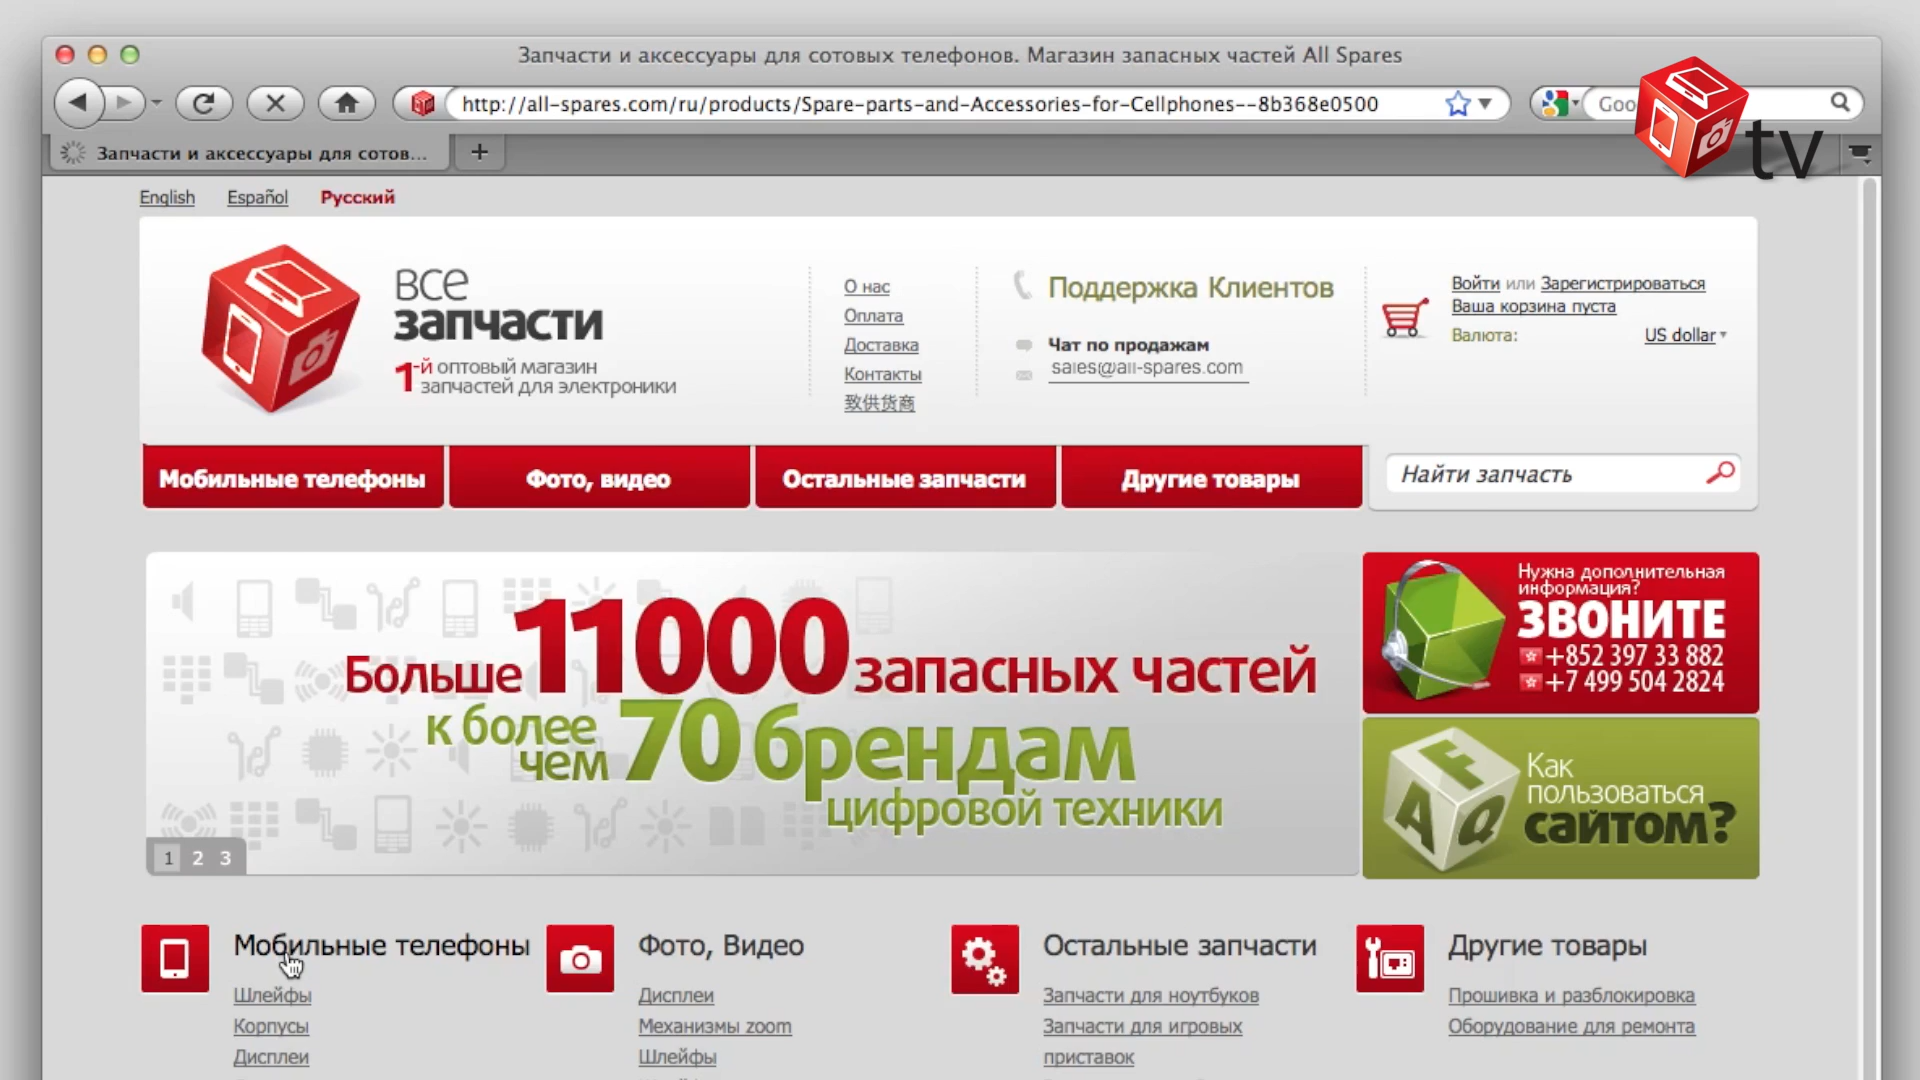 Запчасти и аксессуары для сотовых телефонов. Магазин запасных частей All Spares
http://all-spares.com/ru/products/Spare-parts-and-Accessories-for-Cellphones--8b368e0500
tv
Запчасти и аксессуары для сотов...
English Español Русский
все
запчасти
1-й оптовый магазин
запчастей для электроники
О нас
Оплата
Доставка
Контакты
致供货商
Поддержка Клиентов
Чат по продажам
sales@all-spares.com
Войти или Зарегистрироваться
Ваша корзина пуста
Валюта: US dollar
Мобильные телефоны
Фото, видео
Остальные запчасти
Другие товары
Найти запчасть
Больше 11000 запасных частей
к более
чем 70 брендам
цифровой техники
1 2 3
Нужна дополнительная
информация?
ЗВОНИТЕ
+852 397 33 882
+7 499 504 2824
FAQ
Как
пользоваться
сайтом?
Мобильные телефоны
Шлейфы
Корпусы
Дисплеи
Фото, Видео
Дисплеи
Механизмы zoom
Шлейфы
Остальные запчасти
Запчасти для ноутбуков
Запчасти для игровых
приставок
Другие товары
Прошивка и разблокировка
Оборудование для ремонта